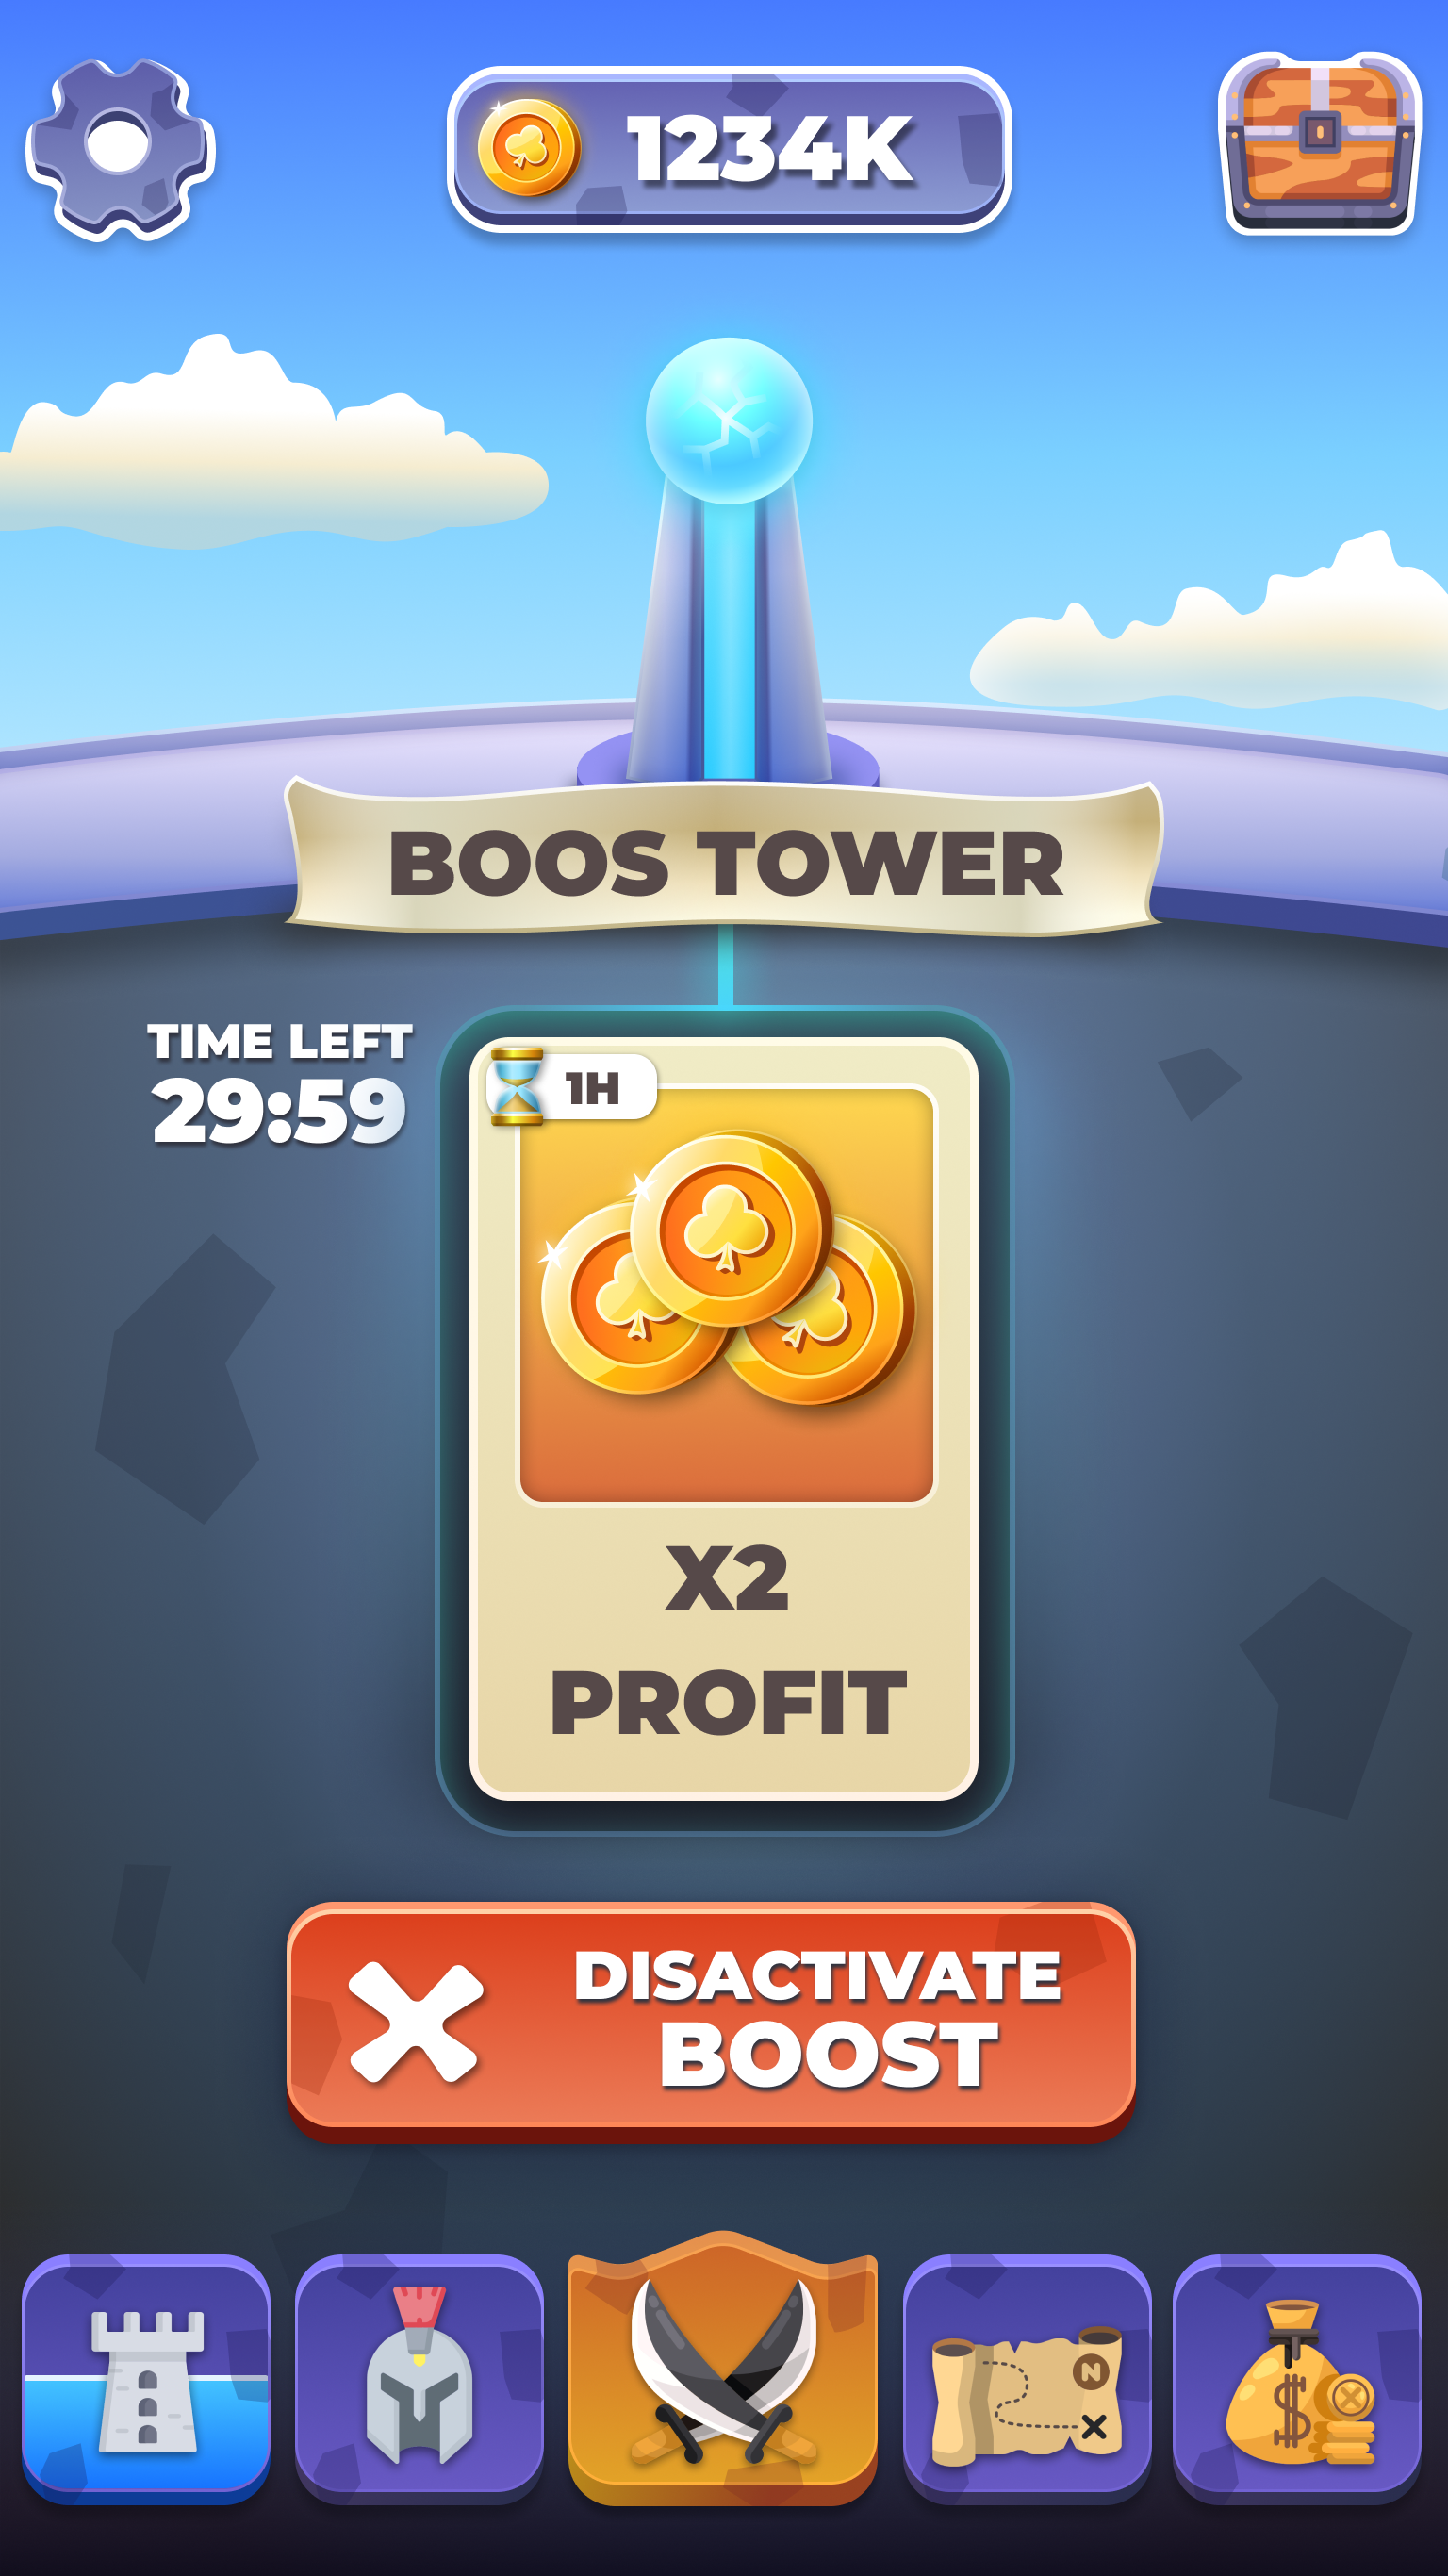 1234K
BOOS TOWER
TIME LEFT
29:59
1H
X2
PROFIT
DISACTIVATE
BOOST
N
$